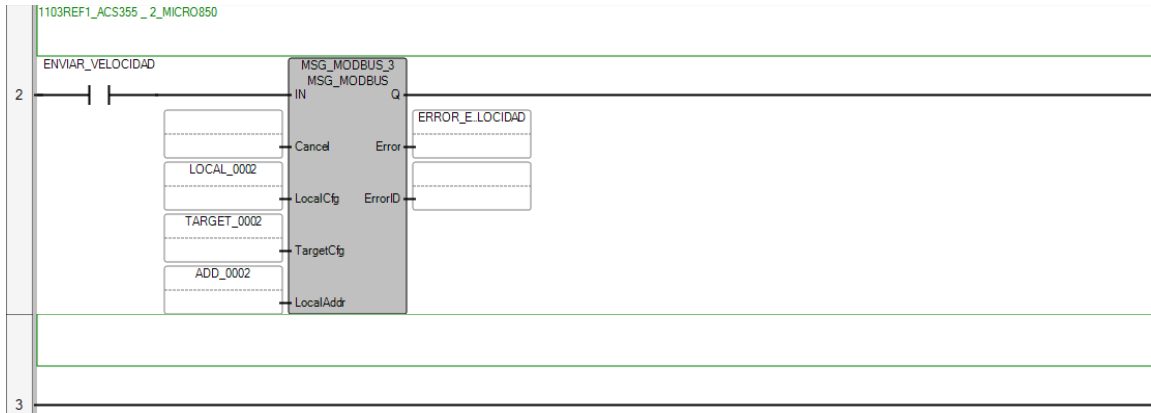 1103REF1_ACS355 _ 2_MICRO850
ENVIAR_VELOCIDAD
MSG_MODBUS_3
MSG_MODBUS
2
IN Q
ERROR_E..LOCIDAD
Cancel Error
LOCAL_0002
LocalCfg ErrorID
TARGET_0002
TargetCfg
ADD_0002
LocalAddr
3